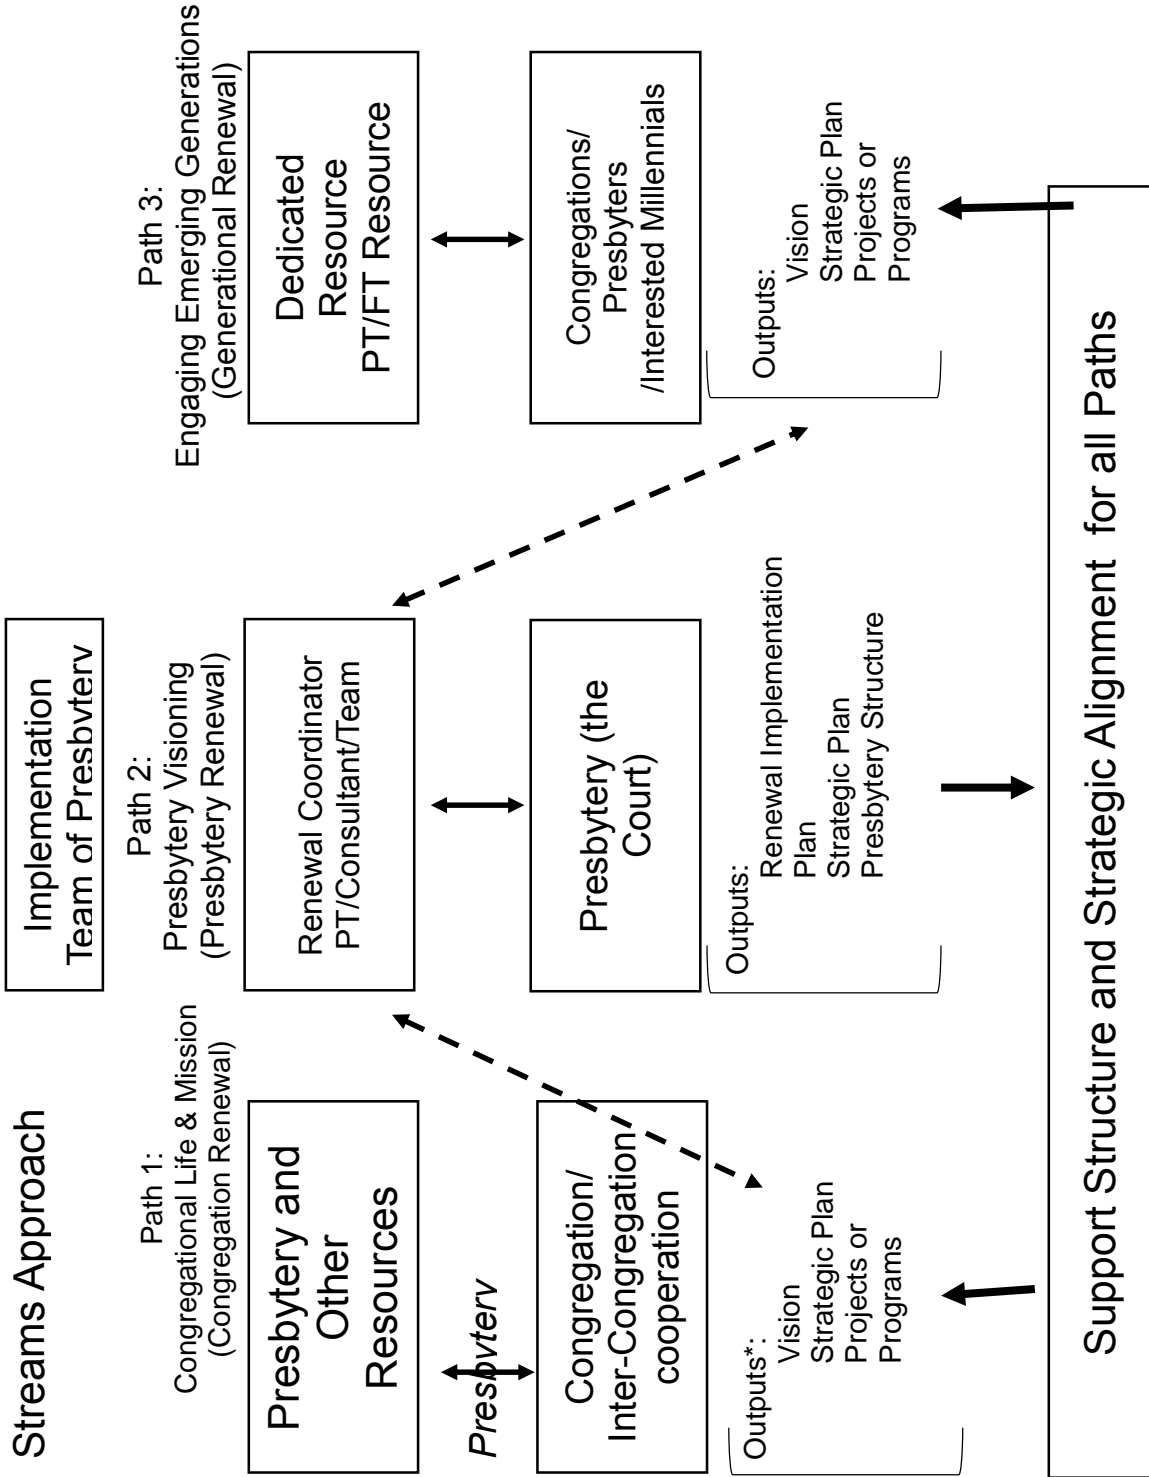 Streams Approach
Implementation
Team of Presbytery
Path 1:
Congregational Life & Mission
(Congregation Renewal)
Presbytery and
Other
Resources
Presbytery
Congregation/
Inter-Congregation
cooperation
Outputs*:
Vision
Strategic Plan
Projects or
Programs
Path 2:
Presbytery Visioning
(Presbytery Renewal)
Renewal Coordinator
PT/Consultant/Team
Presbytery (the
Court)
Outputs:
Renewal Implementation
Plan
Strategic Plan
Presbytery Structure
Path 3:
Engaging Emerging Generations
(Generational Renewal)
Dedicated
Resource
PT/FT Resource
Congregations/
Presbyters
/Interested Millennials
Outputs:
Vision
Strategic Plan
Projects or
Programs
Support Structure and Strategic Alignment for all Paths